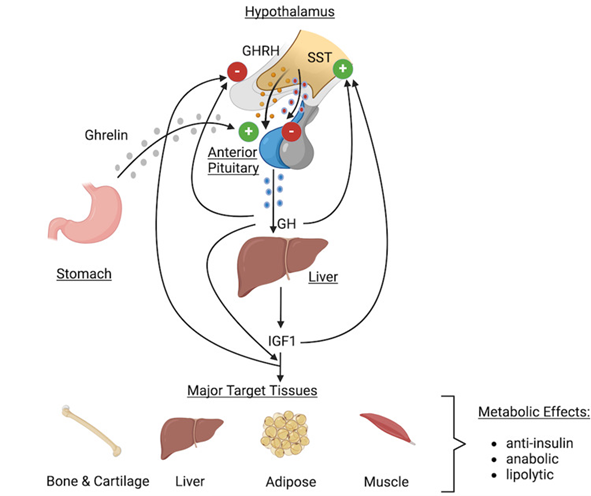 Hypothalamus
GHRH
SST
-
+
Ghrelin
+
-
Anterior
Pituitary
GH
Stomach
Liver
IGF1
Major Target Tissues
Metabolic Effects:
• anti-insulin
• anabolic
• lipolytic
Bone & Cartilage
Liver
Adipose
Muscle